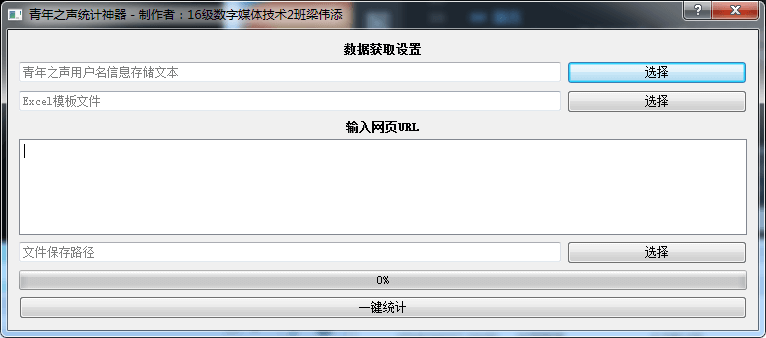 青年之声统计神器 - 制作者：16级数字媒体技术2班梁伟添
数据获取设置
青年之声用户名信息存储文本 选择
Excel模板文件 选择
输入网页URL
文件保存路径 选择
0%
一键统计